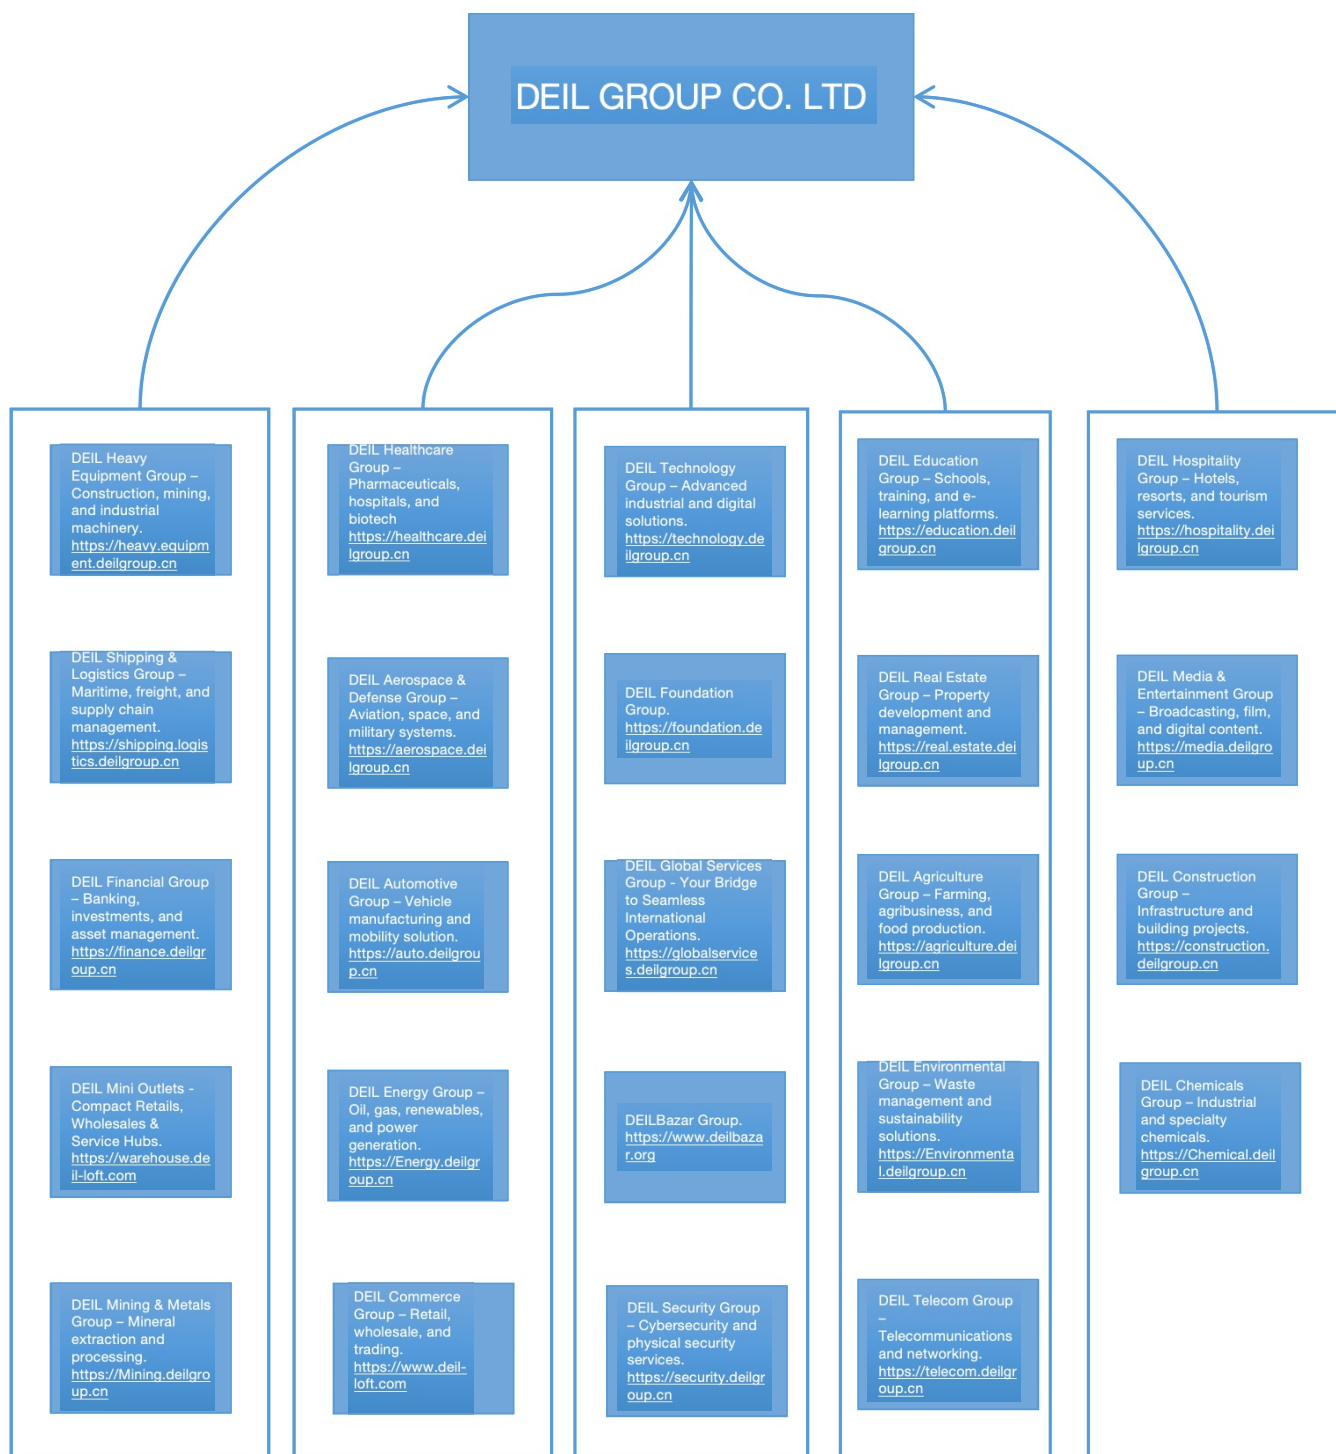 DEIL GROUP CO. LTD
DEIL Heavy
Equipment Group –
Construction, mining,
and industrial
machinery.
https://heavy.equipm
ent.deilgroup.cn
DEIL Shipping &
Logistics Group –
Maritime, freight, and
supply chain
management.
https://shipping.logis
tics.deilgroup.cn
DEIL Financial Group
– Banking,
investments, and
asset management.
https://finance.deilgr
oup.cn
DEIL Mini Outlets -
Compact Retails,
Wholesales &
Service Hubs.
https://warehouse.de
il-loft.com
DEIL Mining & Metals
Group – Mineral
extraction and
processing.
https://Mining.deilgro
up.cn
DEIL Healthcare
Group –
Pharmaceuticals,
hospitals, and
biotech
https://healthcare.dei
lgroup.cn
DEIL Aerospace &
Defense Group –
Aviation, space, and
military systems.
https://aerospace.dei
lgroup.cn
DEIL Automotive
Group – Vehicle
manufacturing and
mobility solution.
https://auto.deilgrou
p.cn
DEIL Energy Group –
Oil, gas, renewables,
and power
generation.
https://Energy.deilgr
oup.cn
DEIL Commerce
Group – Retail,
wholesale, and
trading.
https://www.deil-
loft.com
DEIL Technology
Group – Advanced
industrial and digital
solutions.
https://technology.de
ilgroup.cn
DEIL Foundation
Group.
https://foundation.de
ilgroup.cn
DEIL Global Services
Group - Your Bridge
to Seamless
International
Operations.
https://globalservice
s.deilgroup.cn
DEILBazar Group.
https://www.deilbaza
r.org
DEIL Security Group
– Cybersecurity and
physical security
services.
https://security.deilgr
oup.cn
DEIL Education
Group – Schools,
training, and e-
learning platforms.
https://education.deil
group.cn
DEIL Real Estate
Group – Property
development and
management.
https://real.estate.dei
lgroup.cn
DEIL Agriculture
Group – Farming,
agribusiness, and
food production.
https://agriculture.dei
lgroup.cn
DEIL Environmental
Group – Waste
management and
sustainability
solutions.
https://Environmenta
l.deilgroup.cn
DEIL Telecom Group
–
Telecommunications
and networking.
https://telecom.deilgr
oup.cn
DEIL Hospitality
Group – Hotels,
resorts, and tourism
services.
https://hospitality.dei
lgroup.cn
DEIL Media &
Entertainment Group
– Broadcasting, film,
and digital content.
https://media.deilgro
up.cn
DEIL Construction
Group –
Infrastructure and
building projects.
https://construction.
deilgroup.cn
DEIL Chemicals
Group – Industrial
and specialty
chemicals.
https://Chemical.deil
group.cn